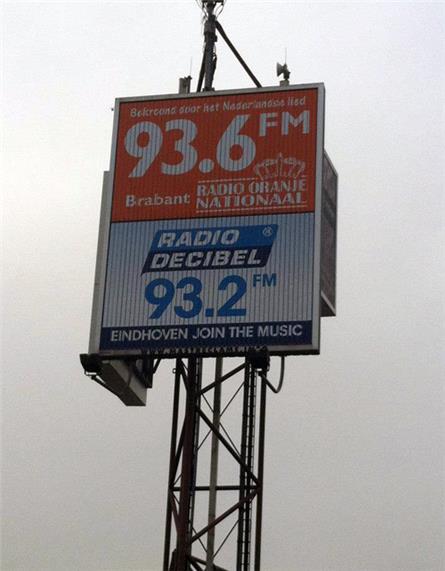 Bekroond door het Nederlandse lied
93.6 FM
Brabant RADIO ORANJE
NATIONAAL
RADIO ®
DECIBEL
93.2 FM
EINDHOVEN JOIN THE MUSIC